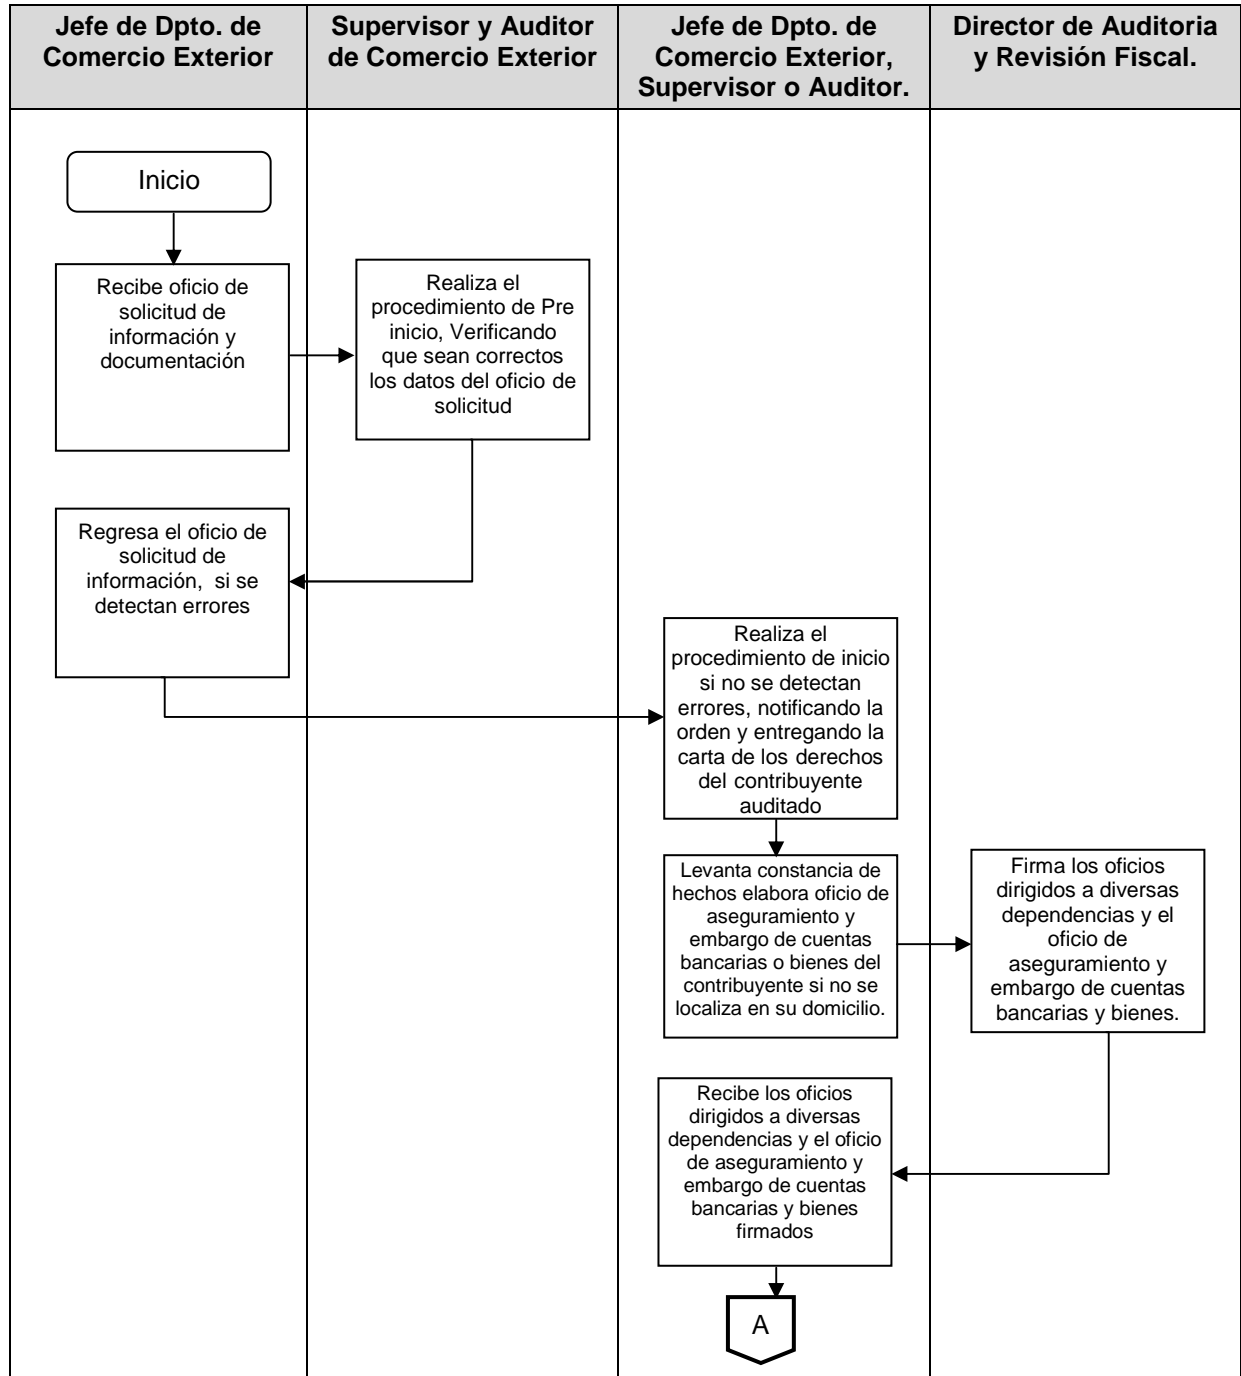 Jefe de Dpto. de
Comercio Exterior
Supervisor y Auditor
de Comercio Exterior
Jefe de Dpto. de
Comercio Exterior,
Supervisor o Auditor.
Director de Auditoria
y Revisión Fiscal.
Inicio
Recibe oficio de
solicitud de
información y
documentación
Realiza el
procedimiento de Pre
inicio, Verificando
que sean correctos
los datos del oficio de
solicitud
Regresa el oficio de
solicitud de
información, si se
detectan errores
Realiza el
procedimiento de inicio
si no se detectan
errores, notificando la
orden y entregando la
carta de los derechos
del contribuyente
auditado
Levanta constancia de
hechos elabora oficio de
aseguramiento y
embargo de cuentas
bancarias o bienes del
contribuyente si no se
localiza en su domicilio.
Firma los oficios
dirigidos a diversas
dependencias y el
oficio de
aseguramiento y
embargo de cuentas
bancarias y bienes.
Recibe los oficios
dirigidos a diversas
dependencias y el oficio
de aseguramiento y
embargo de cuentas
bancarias y bienes
firmados
A